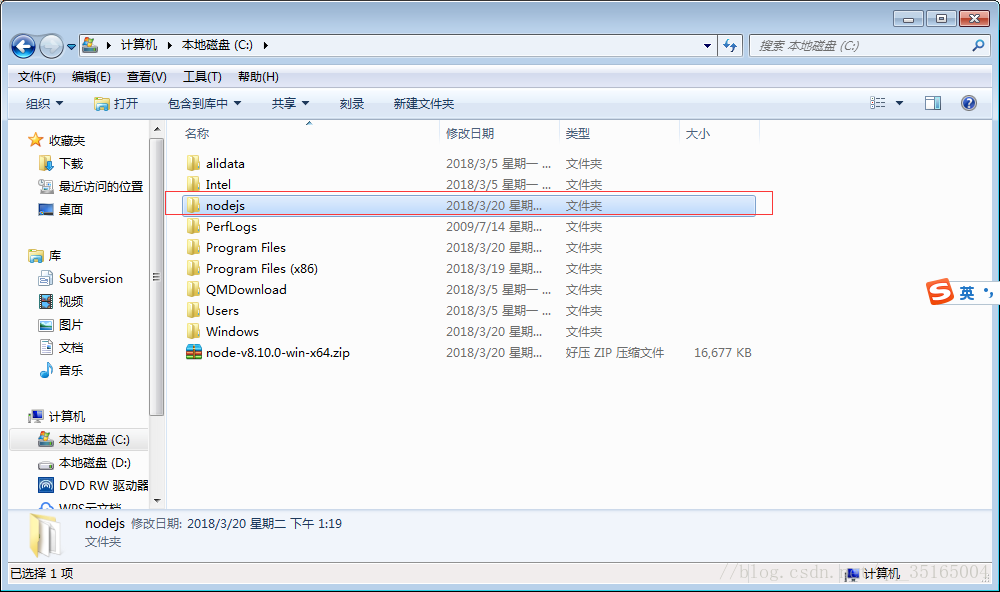 计算机 本地磁盘 (C:)
搜索 本地磁盘 (C:)
文件(F) 编辑(E) 查看(V) 工具(T) 帮助(H)
组织 打开 包含到库中 共享 刻录 新建文件夹
收藏夹
下载
最近访问的位置
桌面
库
Subversion
视频
图片
文档
音乐
计算机
本地磁盘 (C:)
本地磁盘 (D:)
DVD RW 驱动器
WPS云文档
名称 修改日期 类型 大小
alidata 2018/3/5 星期一 ... 文件夹
Intel 2018/3/5 星期一 ... 文件夹
nodejs 2018/3/20 星期... 文件夹
PerfLogs 2009/7/14 星期... 文件夹
Program Files 2018/3/20 星期... 文件夹
Program Files (x86) 2018/3/19 星期... 文件夹
QMDownload 2018/3/5 星期一 ... 文件夹
Users 2018/3/5 星期一 ... 文件夹
Windows 2018/3/20 星期... 文件夹
node-v8.10.0-win-x64.zip 2018/3/20 星期... 好压 ZIP 压缩文件 16,677 KB
英
nodejs 修改日期: 2018/3/20 星期二 下午 1:19
文件夹
已选择 1 项
计算机